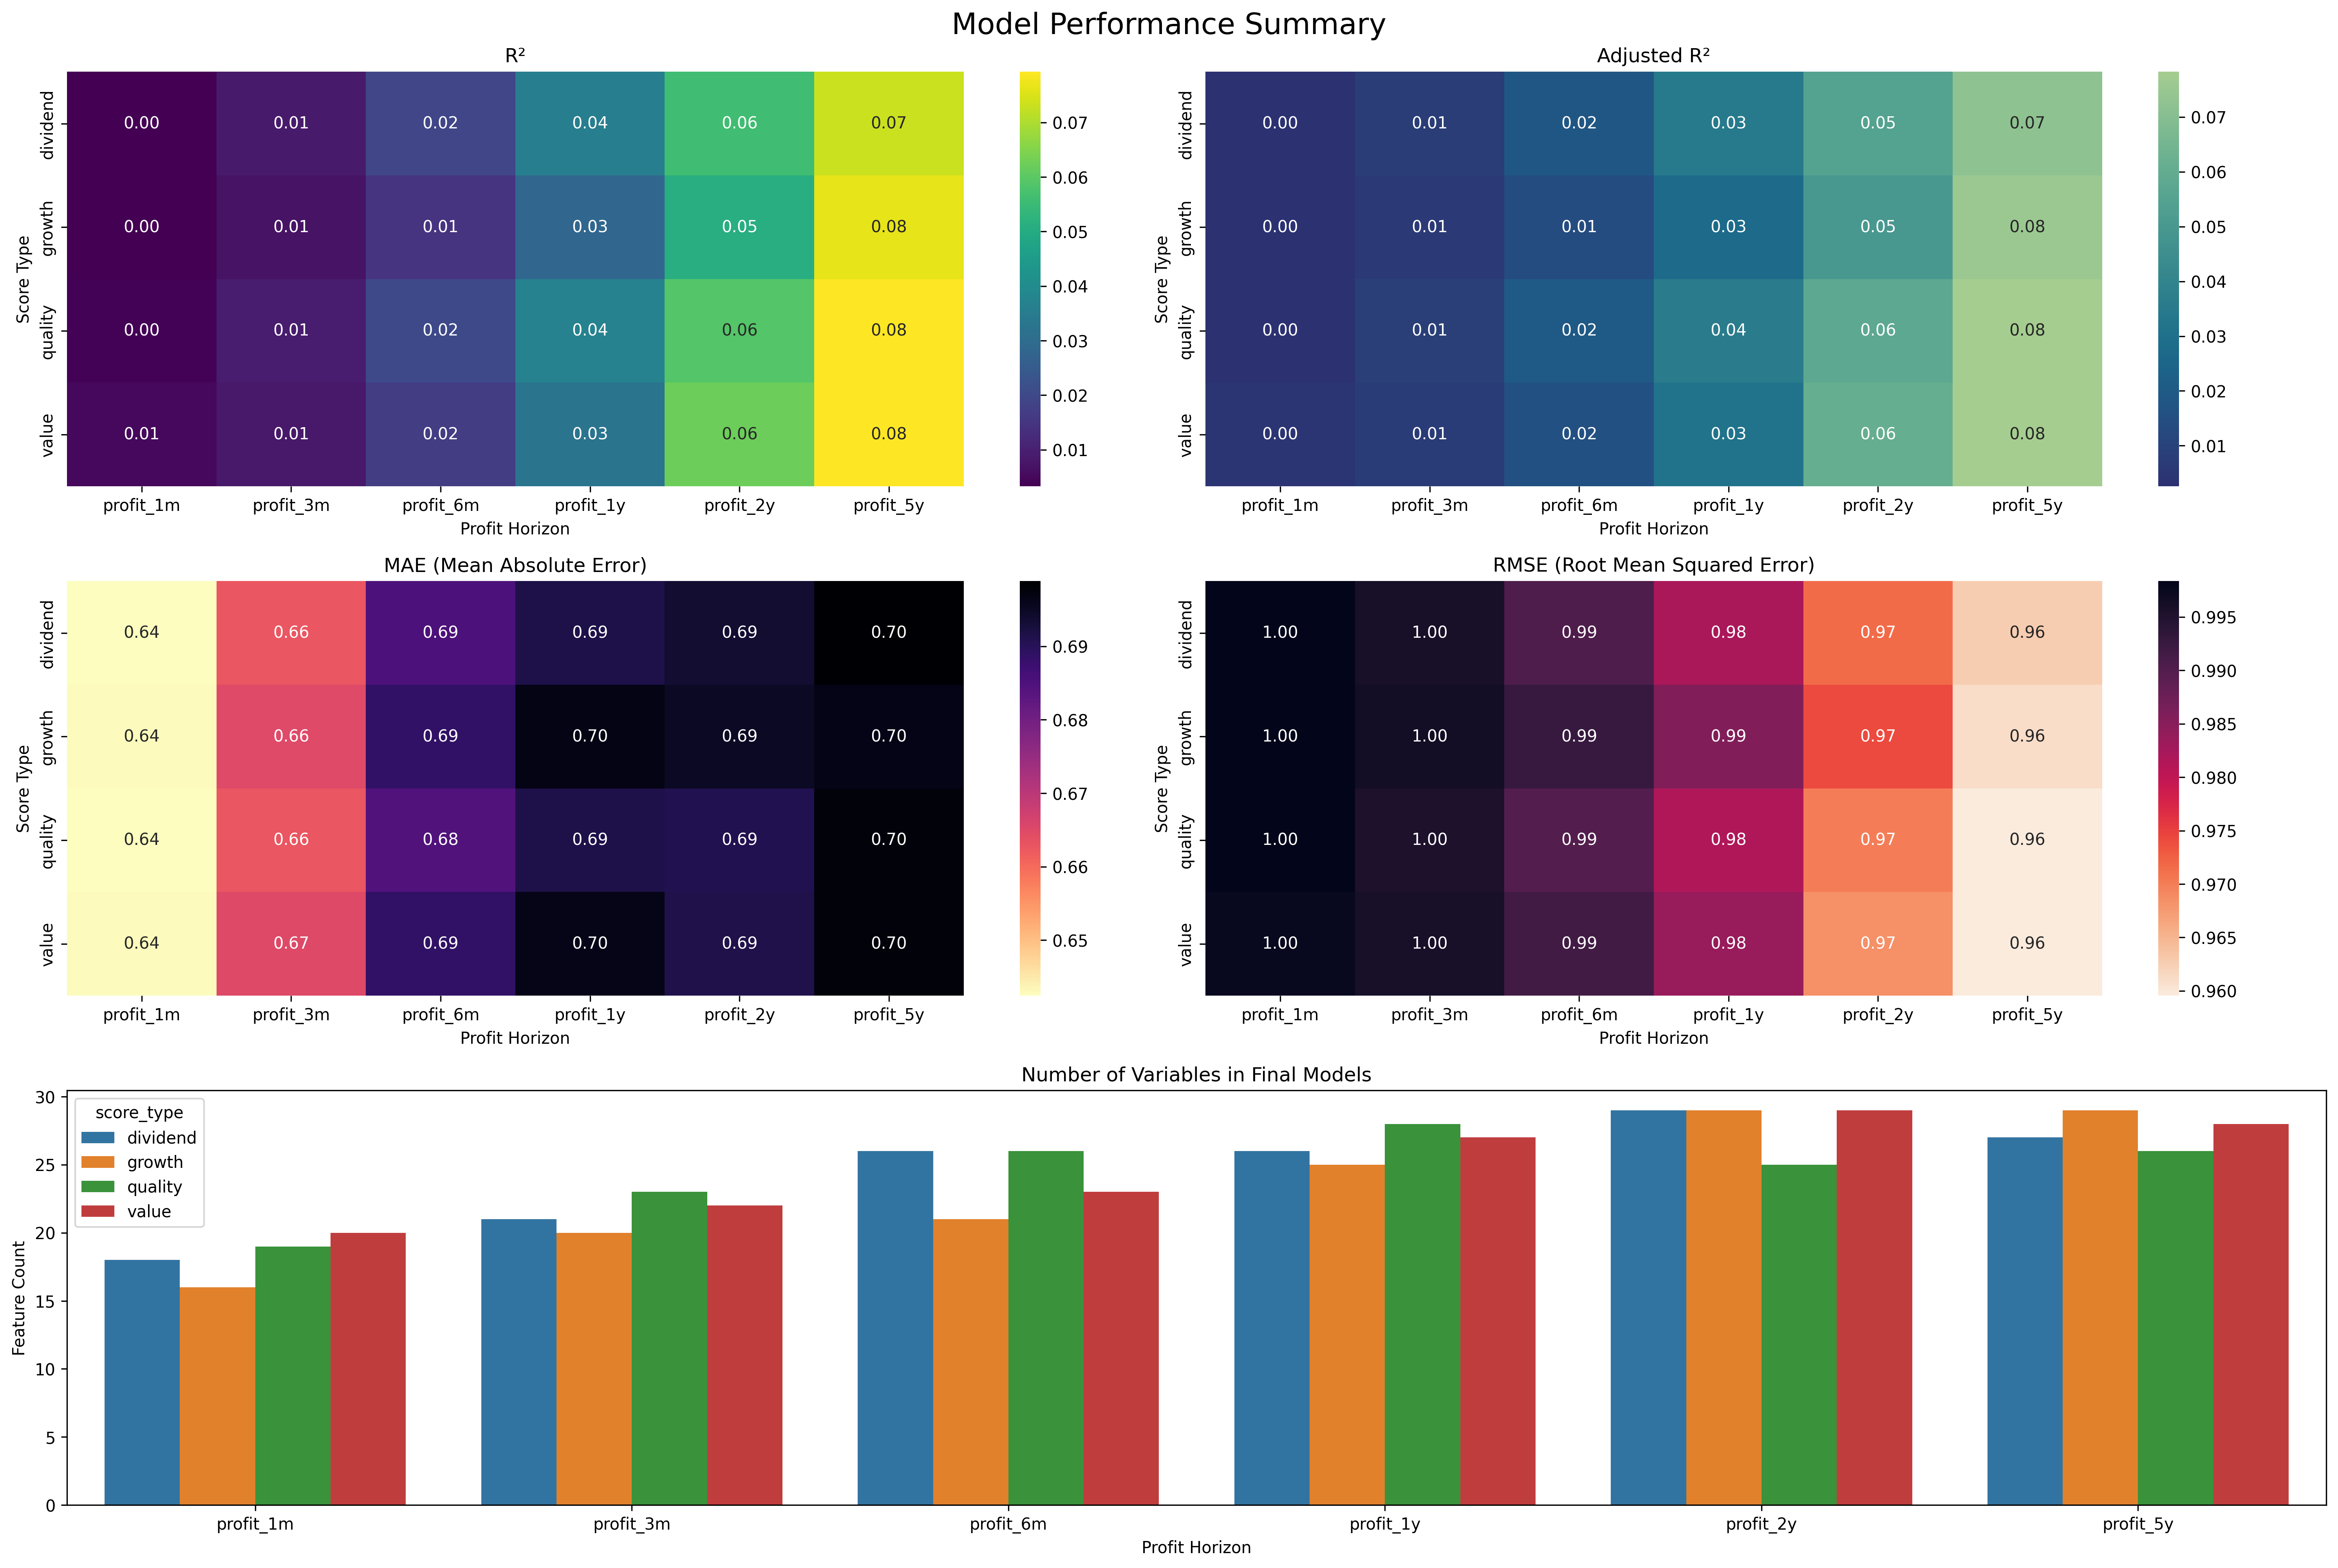 Model Performance Summary
R²
Score Type
dividend
growth
quality
value
0.00 0.01 0.02 0.04 0.06 0.07
0.00 0.01 0.01 0.03 0.05 0.08
0.00 0.01 0.02 0.04 0.06 0.08
0.01 0.01 0.02 0.03 0.06 0.08
profit_1m profit_3m profit_6m profit_1y profit_2y profit_5y
Profit Horizon
0.07
0.06
0.05
0.04
0.03
0.02
0.01
Adjusted R²
Score Type
dividend
growth
quality
value
0.00 0.01 0.02 0.03 0.05 0.07
0.00 0.01 0.01 0.03 0.05 0.08
0.00 0.01 0.02 0.04 0.06 0.08
0.00 0.01 0.02 0.03 0.06 0.08
profit_1m profit_3m profit_6m profit_1y profit_2y profit_5y
Profit Horizon
0.07
0.06
0.05
0.04
0.03
0.02
0.01
MAE (Mean Absolute Error)
Score Type
dividend
growth
quality
value
0.64 0.66 0.69 0.69 0.69 0.70
0.64 0.66 0.69 0.70 0.69 0.70
0.64 0.66 0.68 0.69 0.69 0.70
0.64 0.67 0.69 0.70 0.69 0.70
profit_1m profit_3m profit_6m profit_1y profit_2y profit_5y
Profit Horizon
0.69
0.68
0.67
0.66
0.65
RMSE (Root Mean Squared Error)
Score Type
dividend
growth
quality
value
1.00 1.00 0.99 0.98 0.97 0.96
1.00 1.00 0.99 0.99 0.97 0.96
1.00 1.00 0.99 0.98 0.97 0.96
1.00 1.00 0.99 0.98 0.97 0.96
profit_1m profit_3m profit_6m profit_1y profit_2y profit_5y
Profit Horizon
0.995
0.990
0.985
0.980
0.975
0.970
0.965
0.960
Number of Variables in Final Models
Feature Count
30
25
20
15
10
5
0
score_type
dividend
growth
quality
value
profit_1m profit_3m profit_6m profit_1y profit_2y profit_5y
Profit Horizon